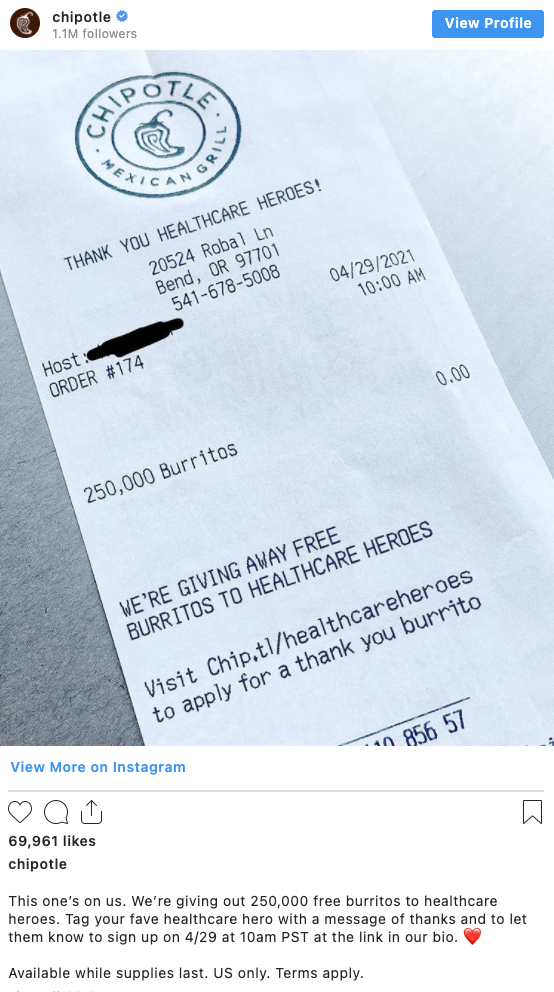 chipotle
1.1M followers
View Profile
CHIPOTLE
MEXICAN GRILL
THANK YOU HEALTHCARE HEROES!
20524 Robal Ln
Bend, OR 97701
541-678-5008
04/29/2021
10:00 AM
Host:
ORDER #174
0.00
250,000 Burritos
WE'RE GIVING AWAY FREE
BURRITOS TO HEALTHCARE HEROES
Visit Chip.tl/healthcareheroes
to apply for a thank you burrito
856 57
View More on Instagram
69,961 likes
chipotle
This one’s on us. We’re giving out 250,000 free burritos to healthcare
heroes. Tag your fave healthcare hero with a message of thanks and to let
them know to sign up on 4/29 at 10am PST at the link in our bio. ❤️
Available while supplies last. US only. Terms apply.